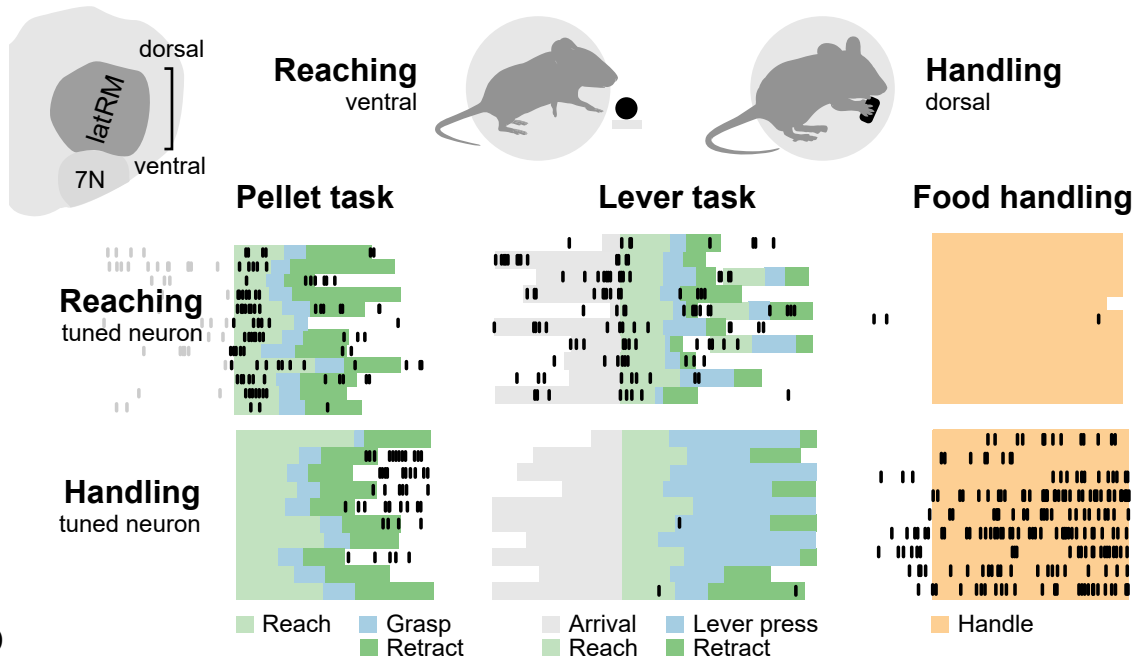 dorsal
latRM
ventral
7N
Reaching
ventral
Handling
dorsal
Pellet task
Lever task
Food handling
Reaching
tuned neuron
Handling
tuned neuron
Reach
Grasp
Retract
Arrival
Reach
Lever press
Retract
Handle